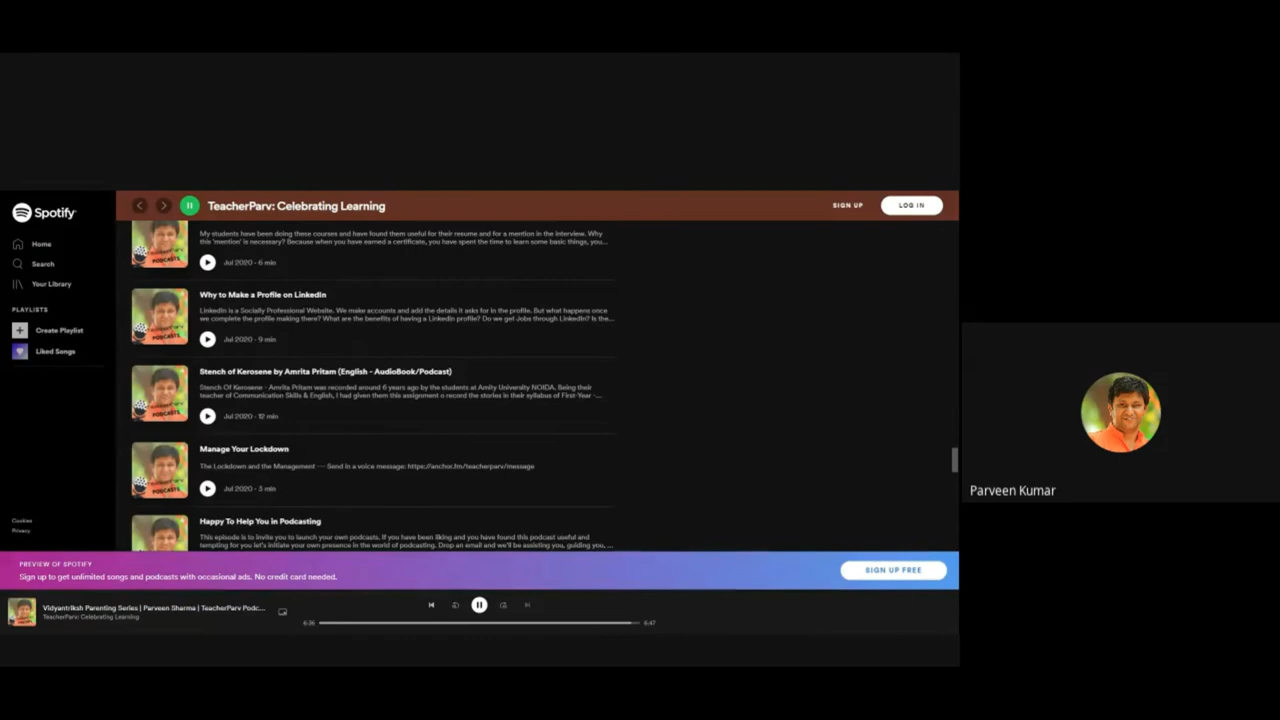 Spotify
TeacherParv: Celebrating Learning
SIGN UP
LOG IN
Home
Search
Your Library
PLAYLISTS
Create Playlist
Liked Songs
Cookies
Privacy
My students have been doing these courses and have found them useful for their resume and for a mention in the interview. Why
this 'mention' is necessary? Because when you have earned a certificate, you have spent the time to learn some basic things, you...
Jul 2020 · 6 min
Why to Make a Profile on LinkedIn
LinkedIn is a Socially Professional Website. We make accounts and add the details it asks for in the profile. But what happens once
we complete the profile making there? What are the benefits of having a LinkedIn profile? Do we get Jobs through LinkedIn? Is the...
Jul 2020 · 9 min
Stench of Kerosene by Amrita Pritam (English - AudioBook/Podcast)
Stench Of Kerosene - Amrita Pritam was recorded around 6 years ago by the students at Amity University NOIDA. Being their
teacher of Communication Skills & English, I had given them this assignment o record the stories in their syllabus of First-Year -...
Jul 2020 · 12 min
Manage Your Lockdown
The Lockdown and the Management --- Send in a voice message: https://anchor.fm/teacherparv/message
Jul 2020 · 3 min
Happy To Help You in Podcasting
This episode is to invite you to launch your own podcasts. If you have been liking and you have found this podcast useful and
tempting for you let's initiate your own presence in the world of podcasting. Drop an email and we'll be assisting you, guiding you, ...
PODCASTS
PODCASTS
PODCASTS
PODCASTS
PREVIEW OF SPOTIFY
Sign up to get unlimited songs and podcasts with occasional ads. No credit card needed.
SIGN UP FREE
Vidyantriksh Parenting Series | Parveen Sharma | TeacherParv Podc...
TeacherParv: Celebrating Learning
6:36
6:47
Parveen Kumar